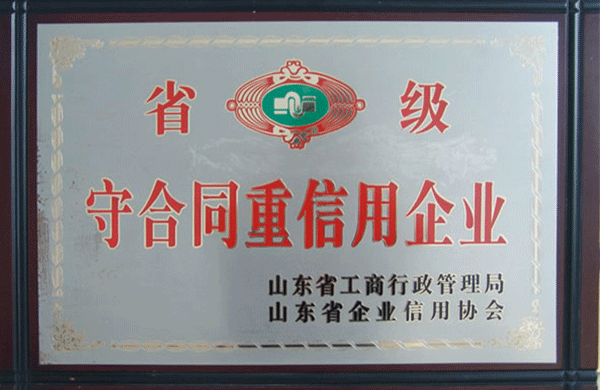 省级
守合同重信用企业
山东省工商行政管理局
山东省企业信用协会